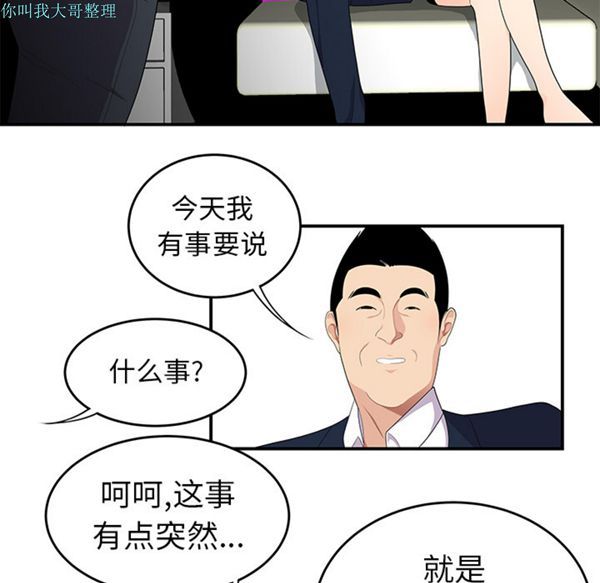 你叫我大哥整理
今天我
有事要说
什么事?
呵呵,这事
有点突然...
就是